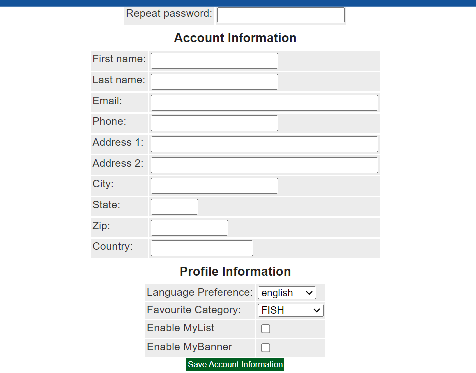 Repeat password:
Account Information
First name:
Last name:
Email:
Phone:
Address 1:
Address 2:
City:
State:
Zip:
Country:
Profile Information
Language Preference: english
Favourite Category: FISH
Enable MyList
Enable MyBanner
Save Account Information